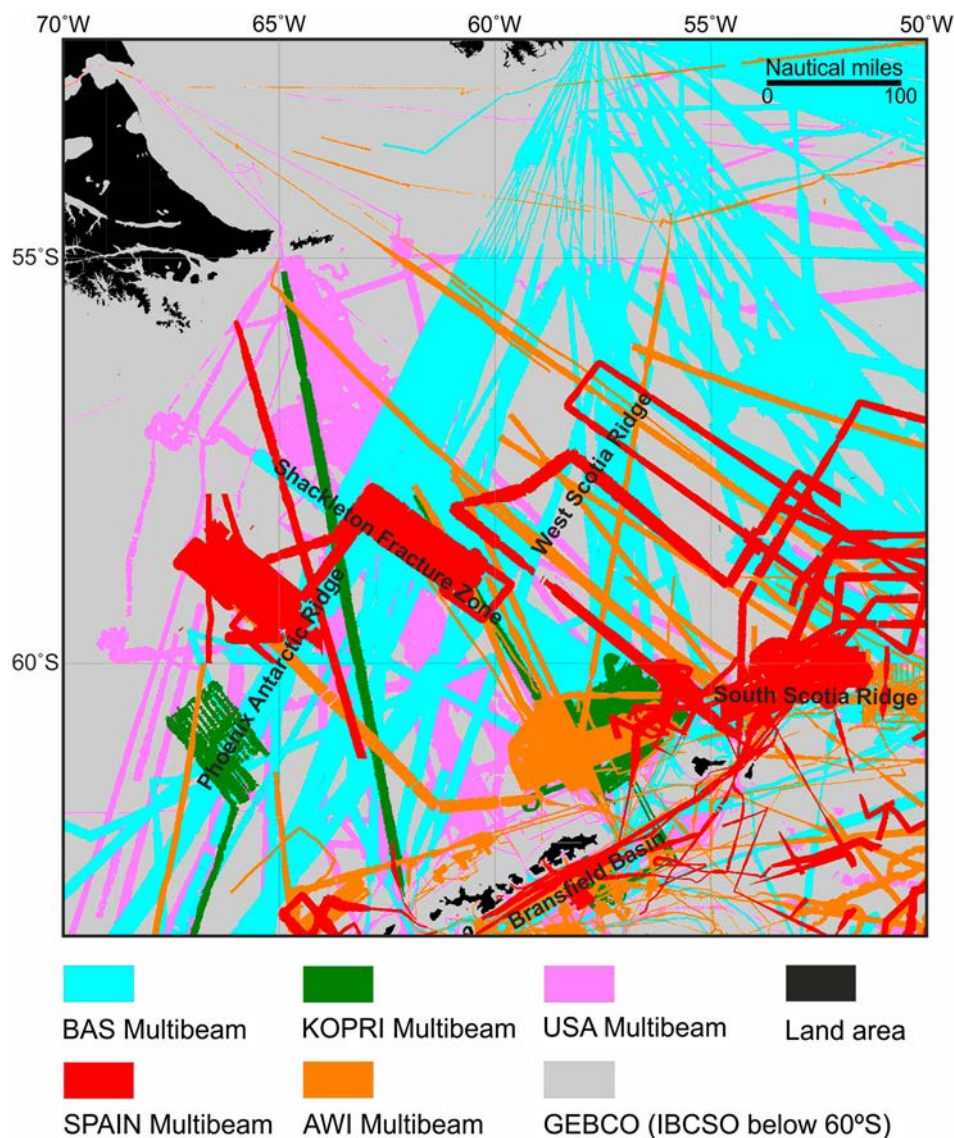 70°W 65°W 60°W 55°W 50°W
Nautical miles
0 100
55°S
West Scotia Ridge
Shackleton Fracture Zone
60°S
Phoenix Antarctic Ridge
South Scotia Ridge
Bransfield Basin
BAS Multibeam
KOPRI Multibeam
USA Multibeam
Land area
SPAIN Multibeam
AWI Multibeam
GEBCO (IBCSO below 60ºS)